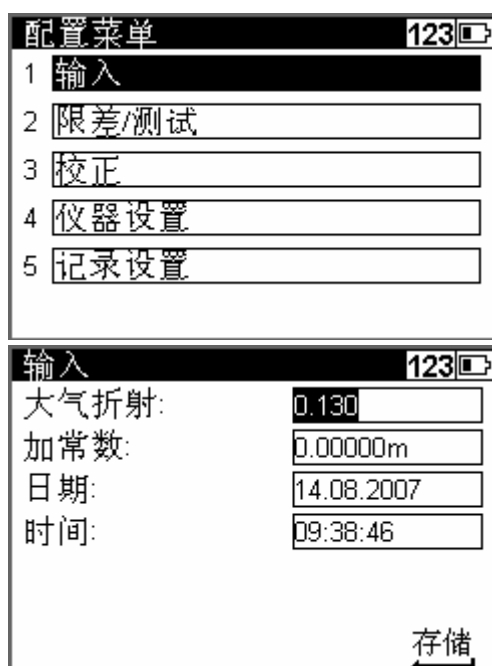 配置菜单 123
1 输入
2 限差/测试
3 校正
4 仪器设置
5 记录设置
输入 123
大气折射: 0.130
加常数: 0.00000m
日期: 14.08.2007
时间: 09:38:46
存储